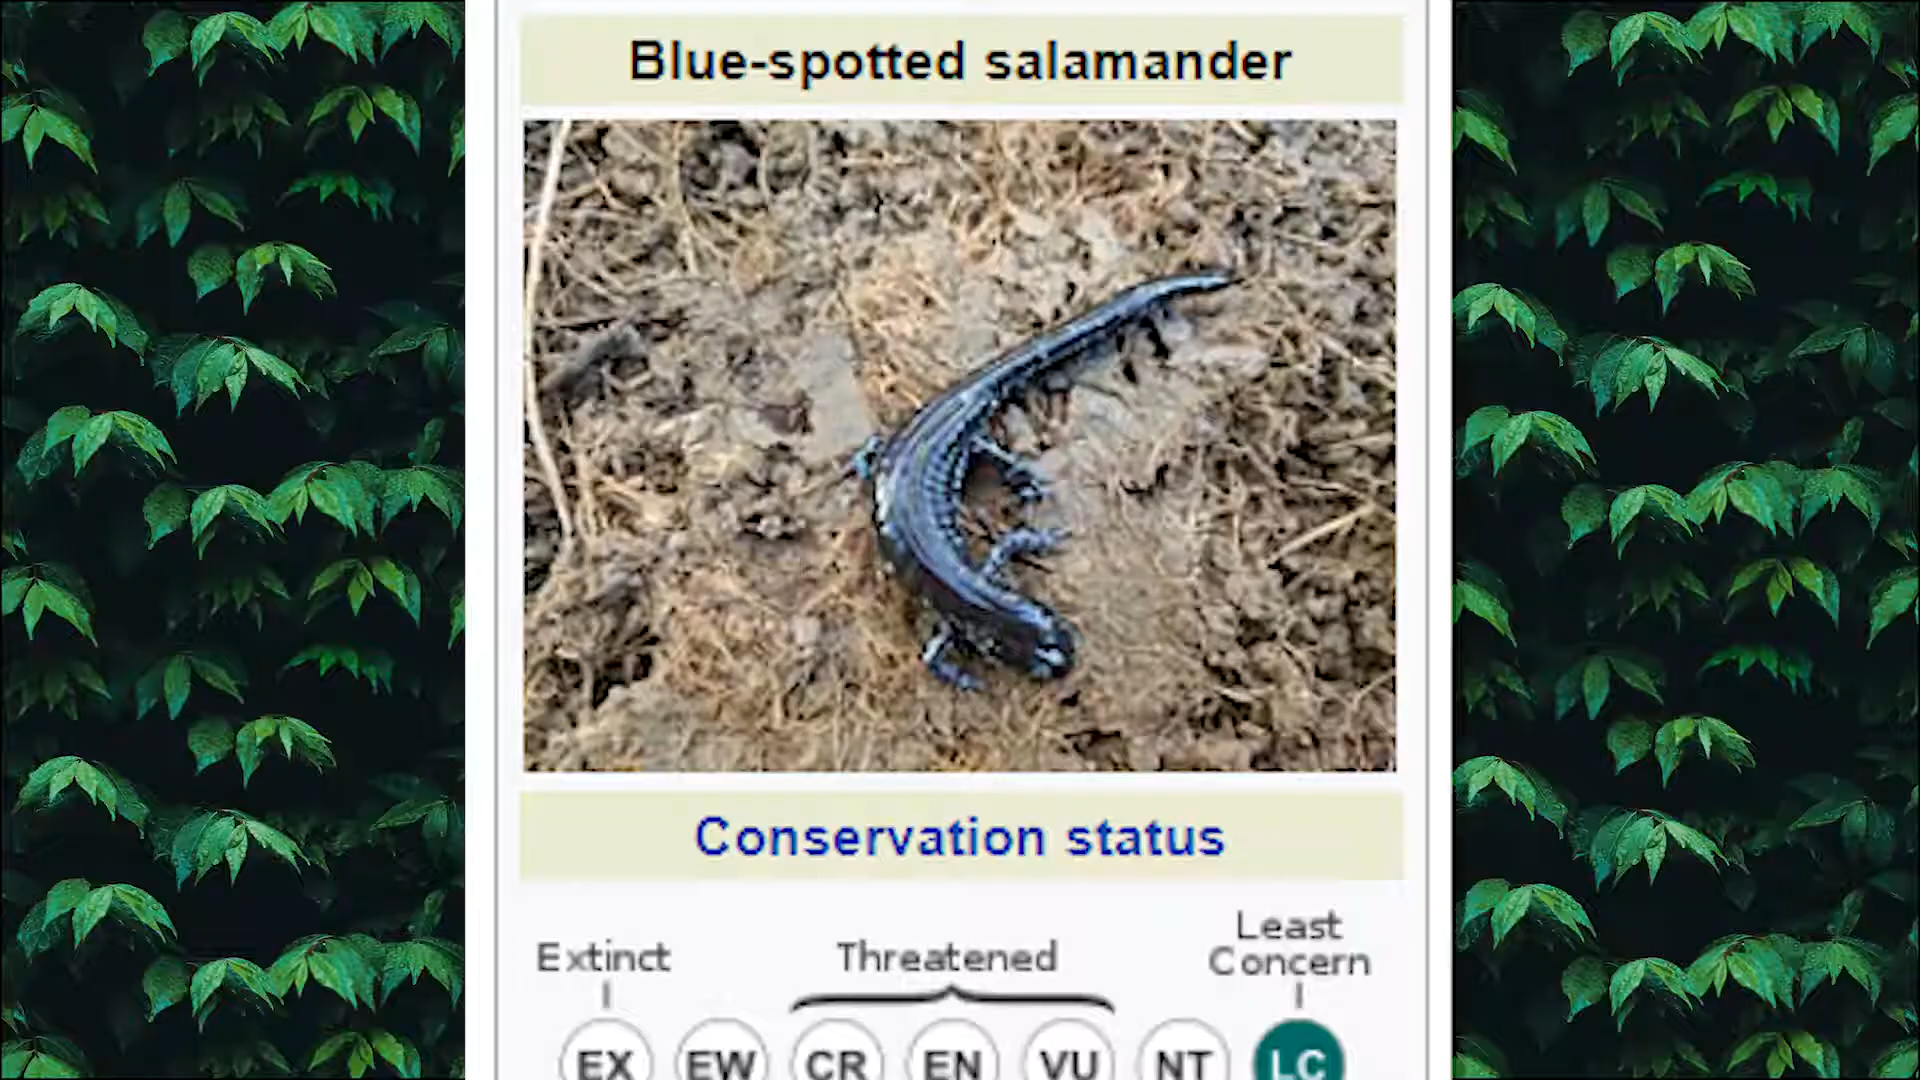 Blue-spotted salamander
Conservation status
Least
Extinct Threatened Concern
EX EW CR EN VU NT LC